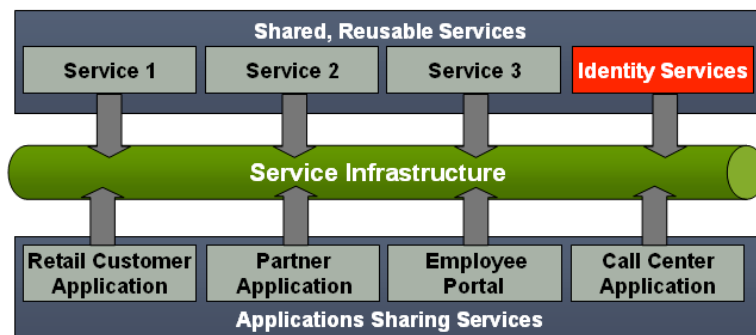 Shared, Reusable Services
Service 1
Service 2
Service 3
Identity Services
Service Infrastructure
Retail Customer
Application
Partner
Application
Employee
Portal
Call Center
Application
Applications Sharing Services